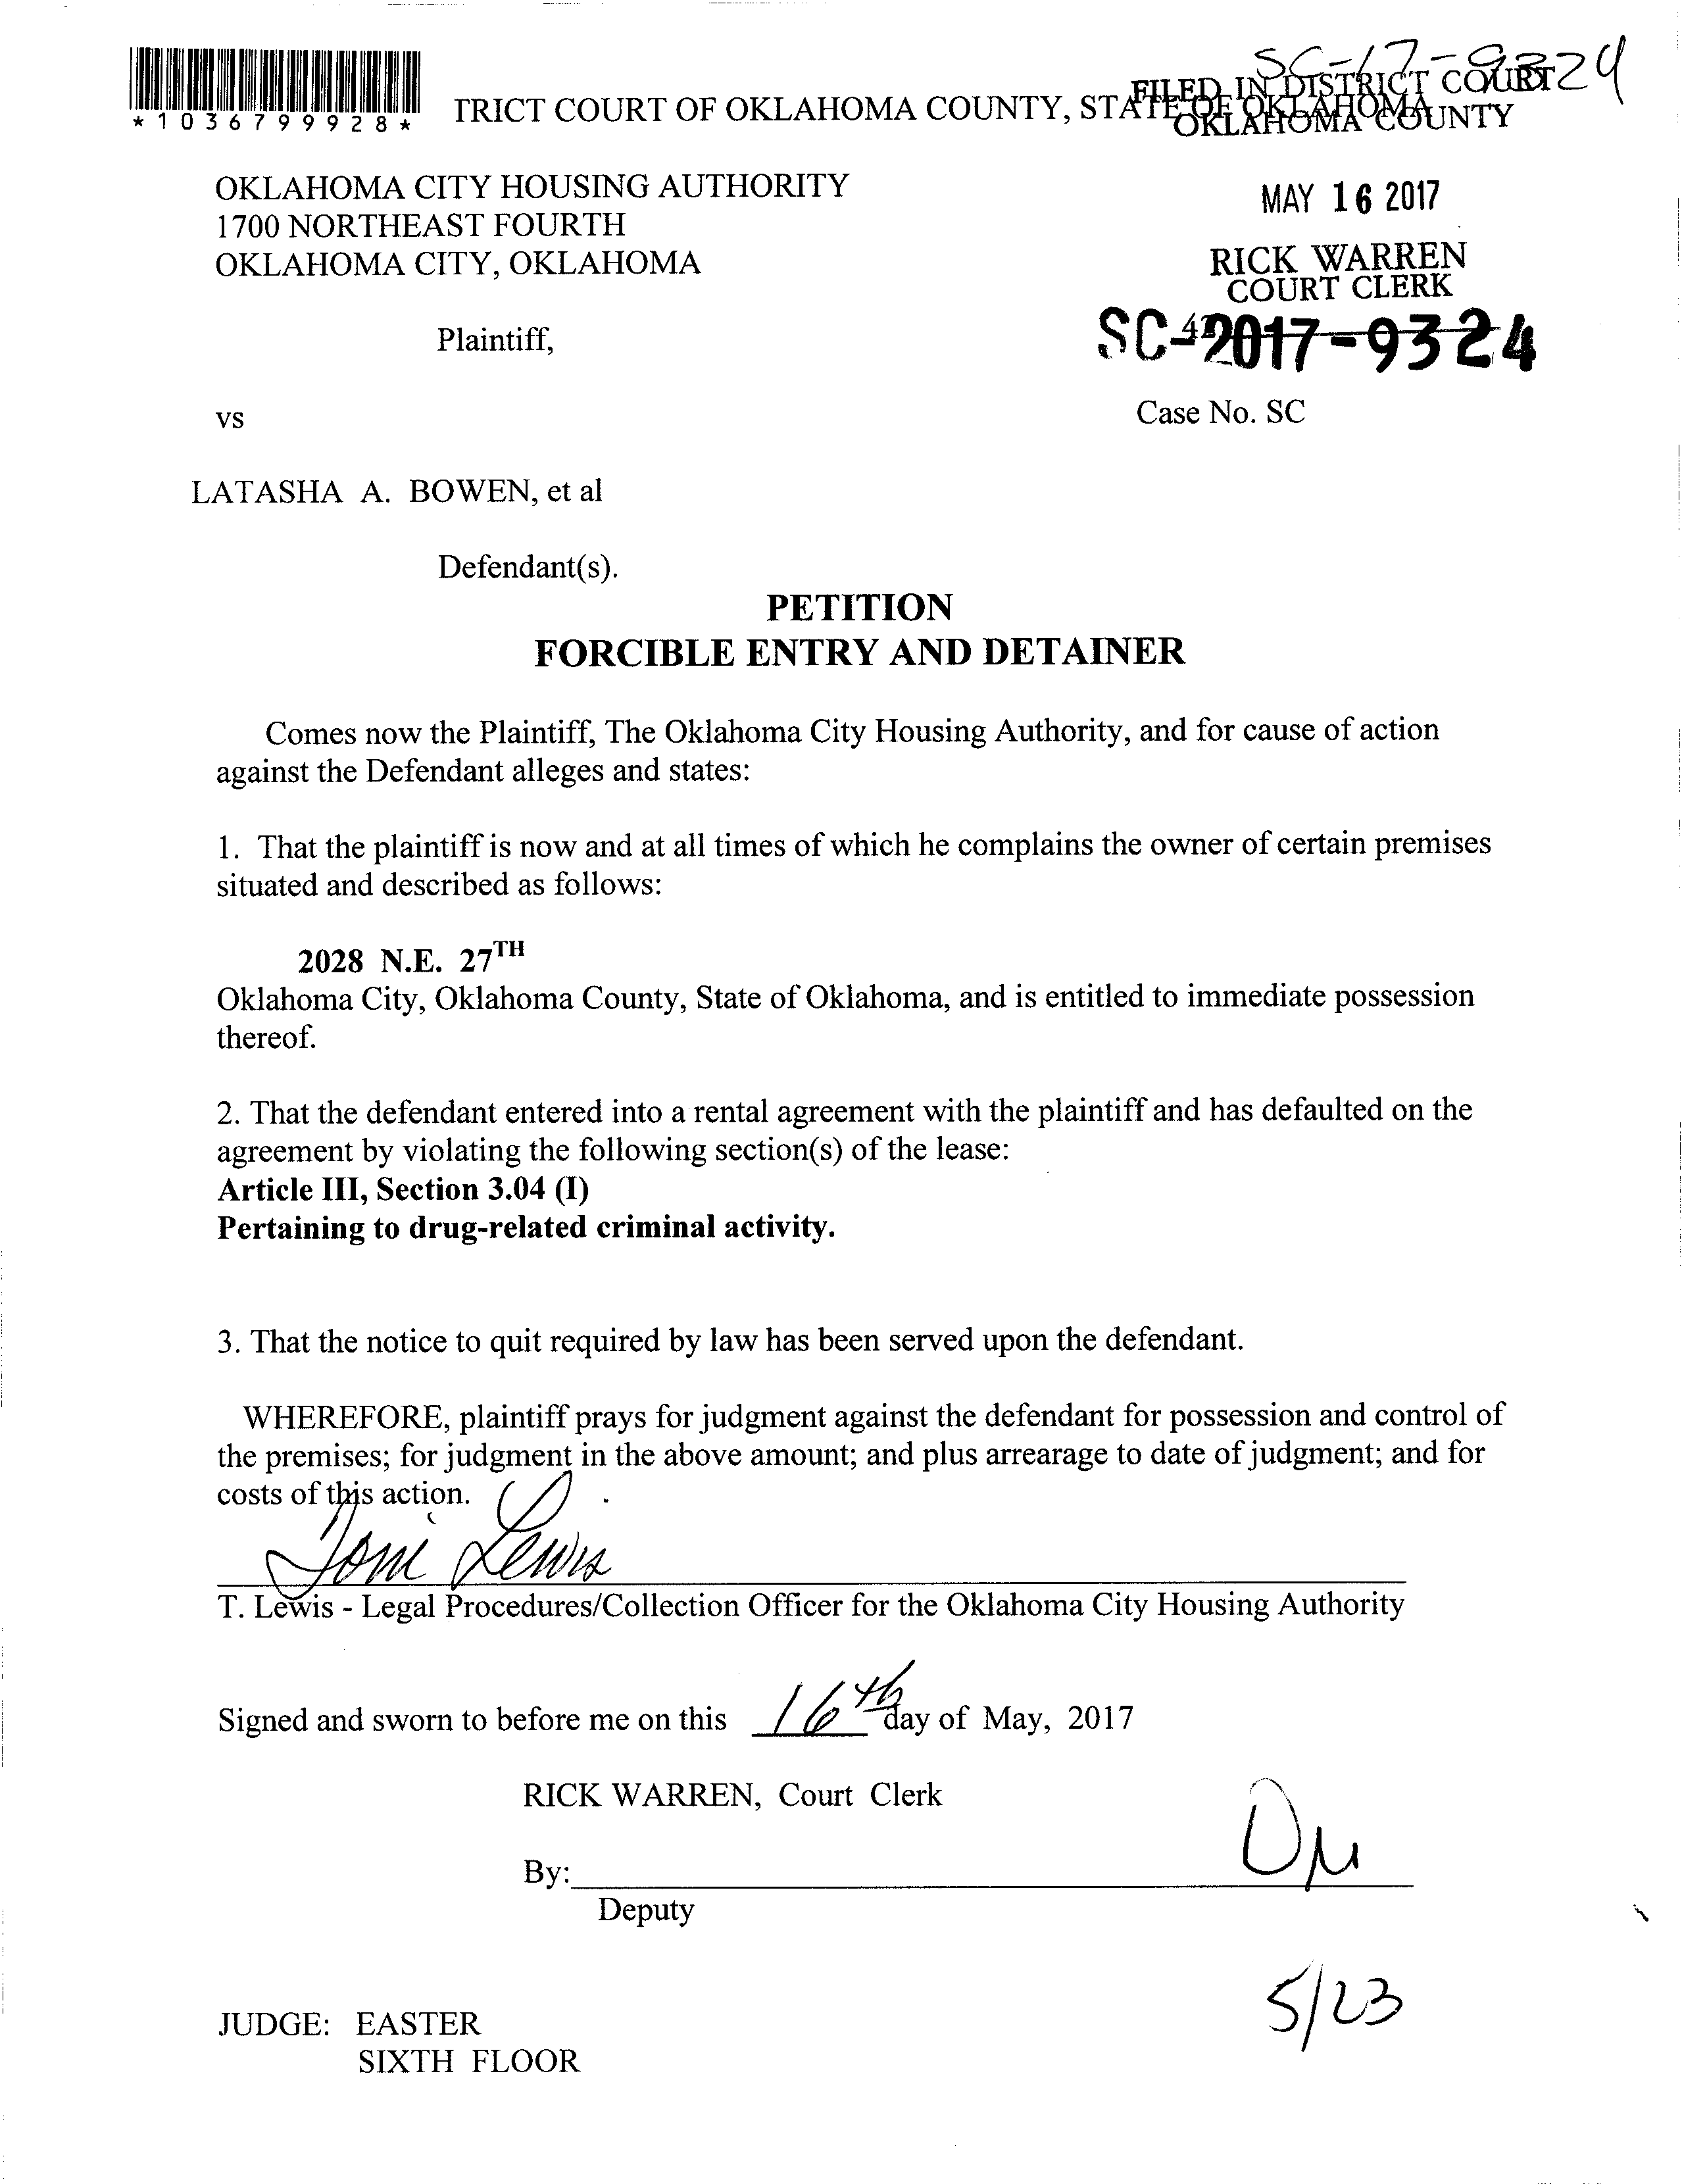 SC-17-9324
*1036799928*
TRICT COURT OF OKLAHOMA COUNTY, STATE OF OKLAHOMA
FILED IN DISTRICT COURT
OKLAHOMA COUNTY
OKLAHOMA CITY HOUSING AUTHORITY
1700 NORTHEAST FOURTH
OKLAHOMA CITY, OKLAHOMA
MAY 16 2017
RICK WARREN
COURT CLERK
Plaintiff,
SC-2017-9324
vs
Case No. SC
LATASHA A. BOWEN, et al
Defendant(s).
PETITION
FORCIBLE ENTRY AND DETAINER
Comes now the Plaintiff, The Oklahoma City Housing Authority, and for cause of action
against the Defendant alleges and states:
1. That the plaintiff is now and at all times of which he complains the owner of certain premises
situated and described as follows:
2028 N.E. 27TH
Oklahoma City, Oklahoma County, State of Oklahoma, and is entitled to immediate possession
thereof.
2. That the defendant entered into a rental agreement with the plaintiff and has defaulted on the
agreement by violating the following section(s) of the lease:
Article III, Section 3.04 (I)
Pertaining to drug-related criminal activity.
3. That the notice to quit required by law has been served upon the defendant.
WHEREFORE, plaintiff prays for judgment against the defendant for possession and control of
the premises; for judgment in the above amount; and plus arrearage to date of judgment; and for
costs of this action.
Toni Lewis
T. Lewis - Legal Procedures/Collection Officer for the Oklahoma City Housing Authority
Signed and sworn to before me on this 16th day of May, 2017
RICK WARREN, Court Clerk
By:
Deputy
5/23
JUDGE: EASTER
SIXTH FLOOR